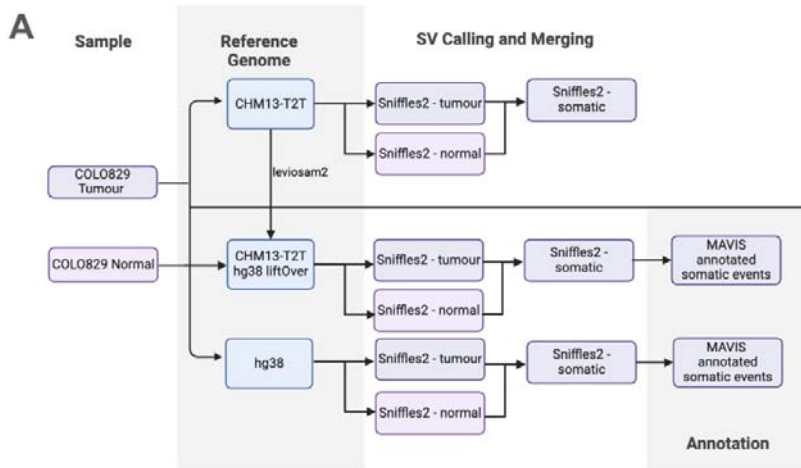 A
Sample
Reference
Genome
SV Calling and Merging
CHM13-T2T
Sniffles2 - tumour
Sniffles2 -
somatic
Sniffles2 - normal
leviosam2
COLO829
Tumour
COLO829 Normal
CHM13-T2T
hg38 liftOver
Sniffles2 - tumour
Sniffles2 -
somatic
MAVIS
annotated
somatic events
Sniffles2 - normal
hg38
Sniffles2 - tumour
Sniffles2 -
somatic
MAVIS
annotated
somatic events
Sniffles2 - normal
Annotation